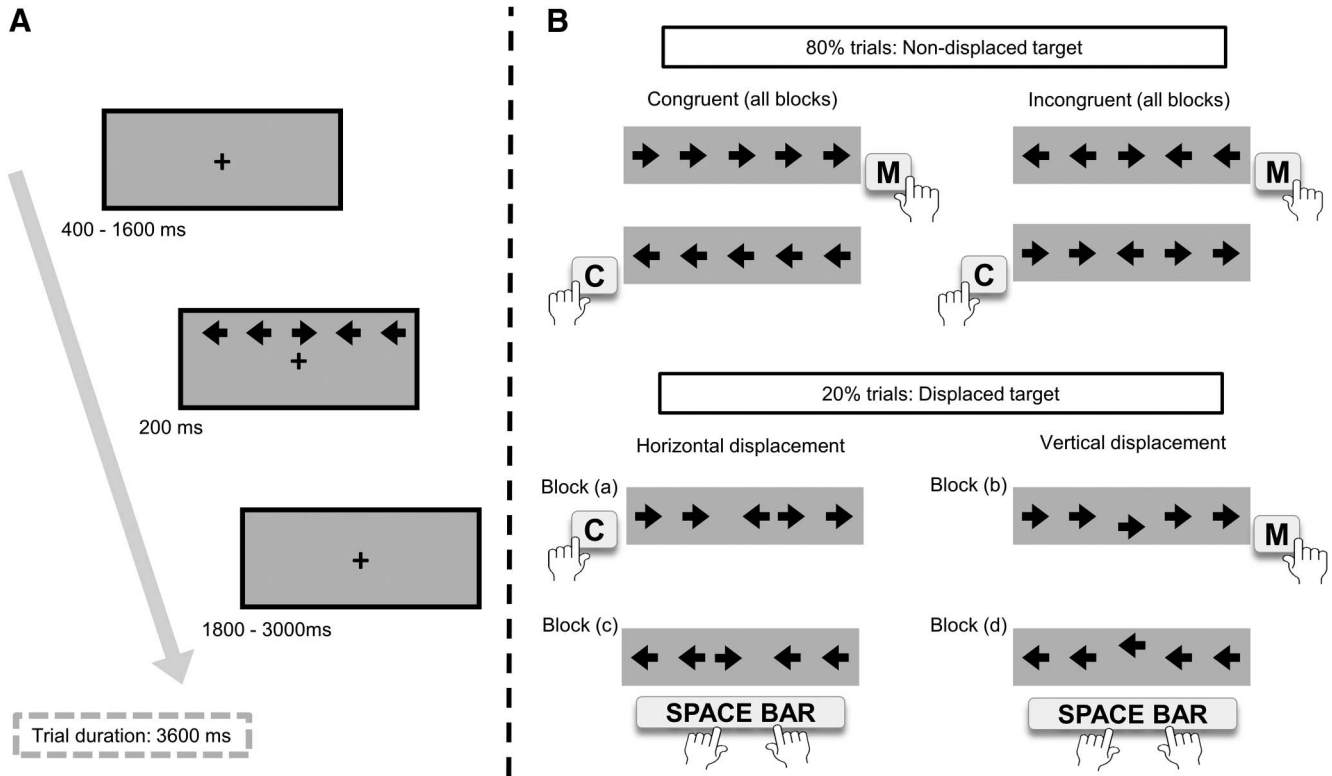 A
+
400 - 1600 ms
+
200 ms
+
1800 - 3000ms
Trial duration: 3600 ms
B
80% trials: Non-displaced target
Congruent (all blocks)
Incongruent (all blocks)
M
M
C
C
20% trials: Displaced target
Horizontal displacement
Vertical displacement
Block (a)
Block (b)
C
M
Block (c)
Block (d)
SPACE BAR
SPACE BAR